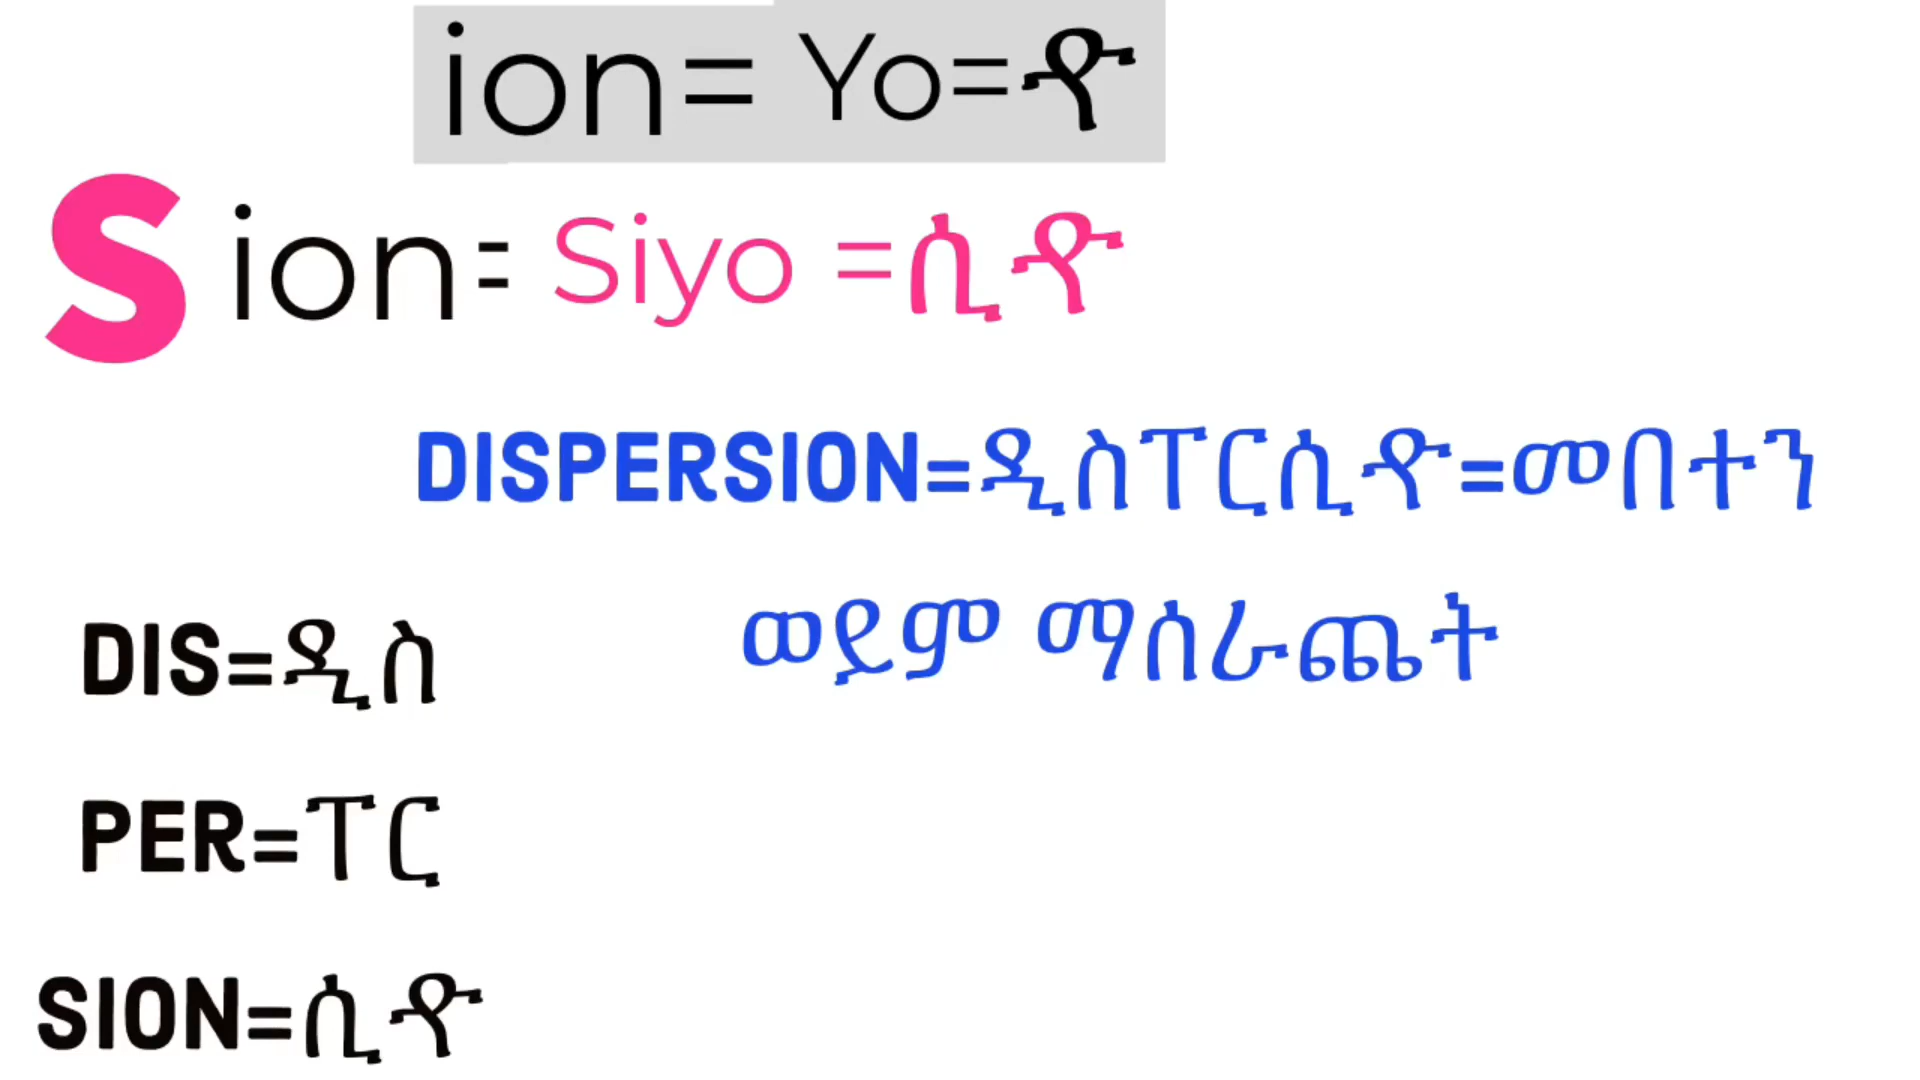 ion= Yo=ዮ
S ion= Siyo =ሲዮ
DISPERSION=ዲስፐርሲዮ=መበተን
ወይም ማሰራጨት
DIS=ዲስ
PER=ፐር
SION=ሲዮ